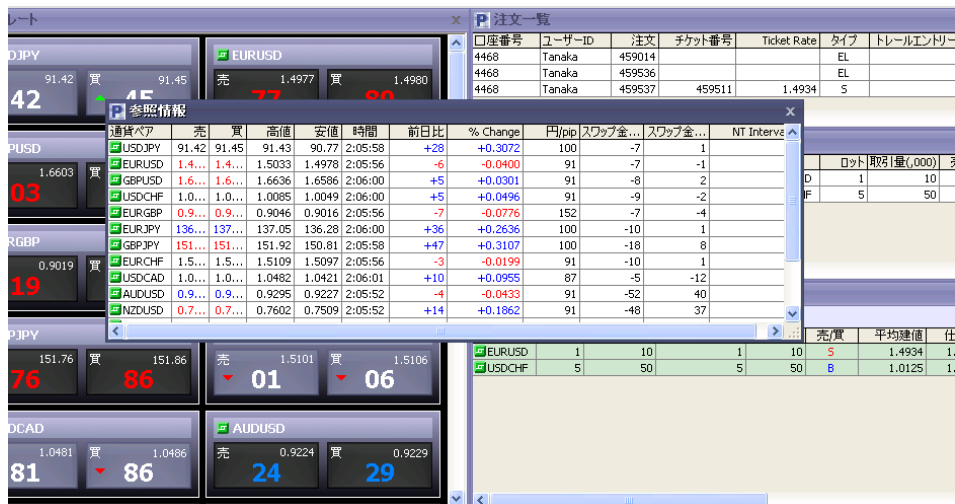 レート
注文一覧
口座番号 ユーザーID 注文 チケット番号 Ticket Rate タイプ トレールエントリー
4468 Tanaka 459014 EL
4468 Tanaka 459536 EL
4468 Tanaka 459537 459511 1.4934 S
DJPY
91.42 買 91.45
42 45
EURUSD
売 1.4977 買 1.4980
77 80
参照情報
通貨ペア 売 買 高値 安値 時間 前日比 % Change 円/pip スワップ金... スワップ金... NT Interva
USDJPY 91.42 91.45 91.43 90.77 2:05:58 +28 +0.3072 100 -7 1
EURUSD 1.4... 1.4... 1.5033 1.4978 2:05:56 -6 -0.0400 91 -7 -1
GBPUSD 1.6... 1.6... 1.6636 1.6586 2:06:00 +5 +0.0301 91 -8 2
USDCHF 1.0... 1.0... 1.0085 1.0049 2:06:00 +5 +0.0496 91 -9 -2
EURGBP 0.9... 0.9... 0.9046 0.9016 2:05:56 -7 -0.0776 152 -7 -4
EURJPY 136... 137... 137.05 136.28 2:06:00 +36 +0.2636 100 -10 1
GBPJPY 151... 151... 151.92 150.81 2:05:58 +47 +0.3107 100 -18 8
EURCHF 1.5... 1.5... 1.5109 1.5097 2:05:56 -3 -0.0199 91 -10 1
USDCAD 1.0... 1.0... 1.0482 1.0421 2:06:01 +10 +0.0955 87 -5 -12
AUDUSD 0.9... 0.9... 0.9295 0.9227 2:05:52 -4 -0.0433 91 -52 40
NZDUSD 0.7... 0.7... 0.7602 0.7509 2:05:52 +14 +0.1862 91 -48 37
PUSD
1.6603 買
03
ロット 取引量(,000)
D 1 10
F 5 50
RGBP
0.9019 買
19
PJPY
151.76 買 151.86
76 86
売 1.5101 買 1.5106
01 06
売/買 平均建値 仕
EURUSD 1 10 1 10 S 1.4934 1.
USDCHF 5 50 5 50 B 1.0125 1.
DCAD
1.0481 買 1.0486
81 86
AUDUSD
売 0.9224 買 0.9229
24 29